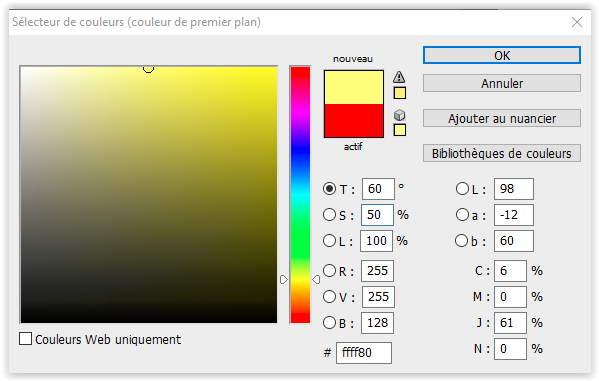 Sélecteur de couleurs (couleur de premier plan)
nouveau
actif
OK
Annuler
Ajouter au nuancier
Bibliothèques de couleurs
T : 60 °
S : 50 %
L : 100 %
R : 255
V : 255
B : 128
# ffff80
L : 98
a : -12
b : 60
C : 6 %
M : 0 %
J : 61 %
N : 0 %
Couleurs Web uniquement